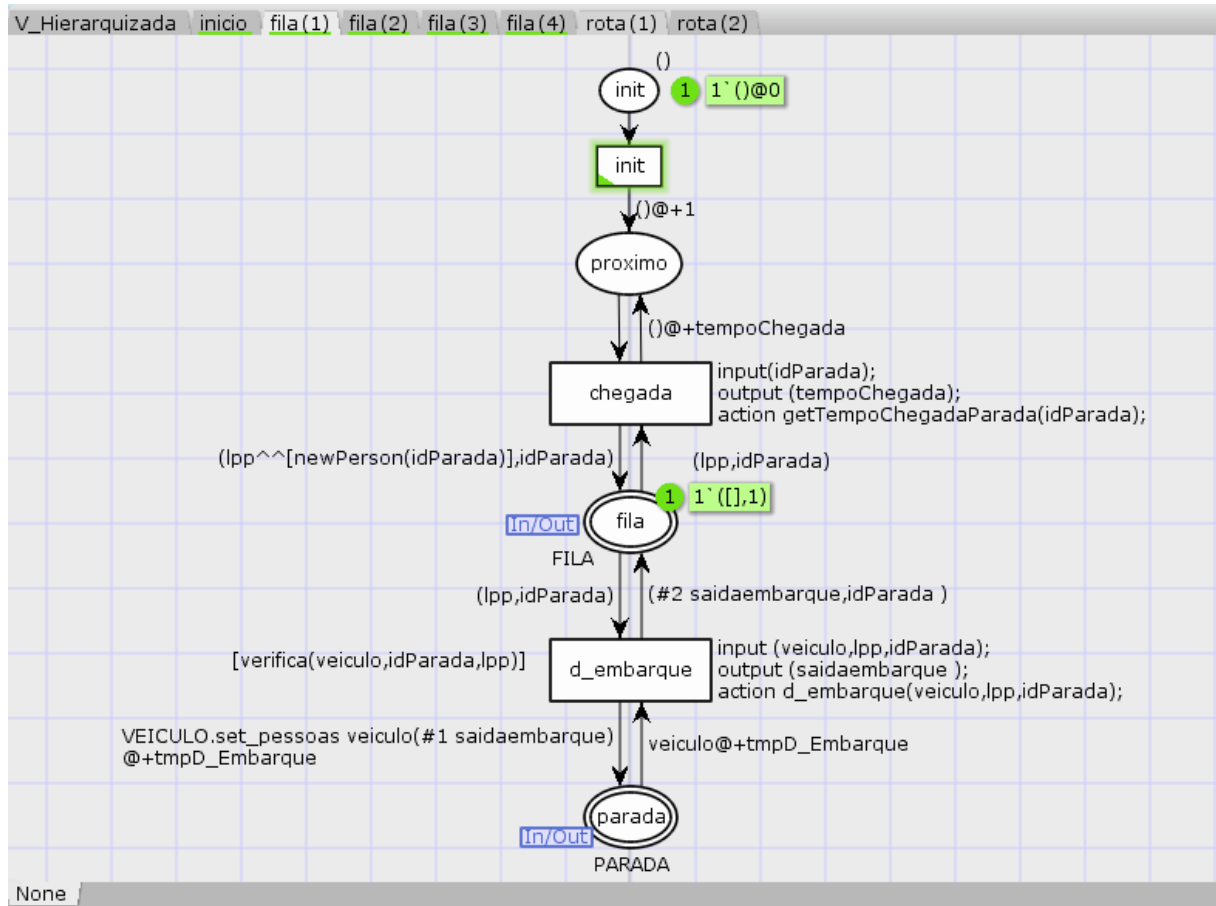 V_Hierarquizada inicio fila (1) fila (2) fila (3) fila (4) rota (1) rota (2)
()
init 1 1`()@0
init
()@+1
proximo
()@+tempoChegada
input(idParada);
chegada output (tempoChegada);
action getTempoChegadaParada(idParada);
(lpp^^[newPerson(idParada)],idParada) (lpp,idParada)
1 1`([],1)
In/Out fila
FILA
(lpp,idParada) (#2 saidaembarque,idParada )
input (veiculo,lpp,idParada);
[verifica(veiculo,idParada,lpp)] d_embarque output (saidaembarque );
action d_embarque(veiculo,lpp,idParada);
VEICULO.set_pessoas veiculo(#1 saidaembarque) veiculo@+tmpD_Embarque
@+tmpD_Embarque
parada
In/Out
PARADA
None